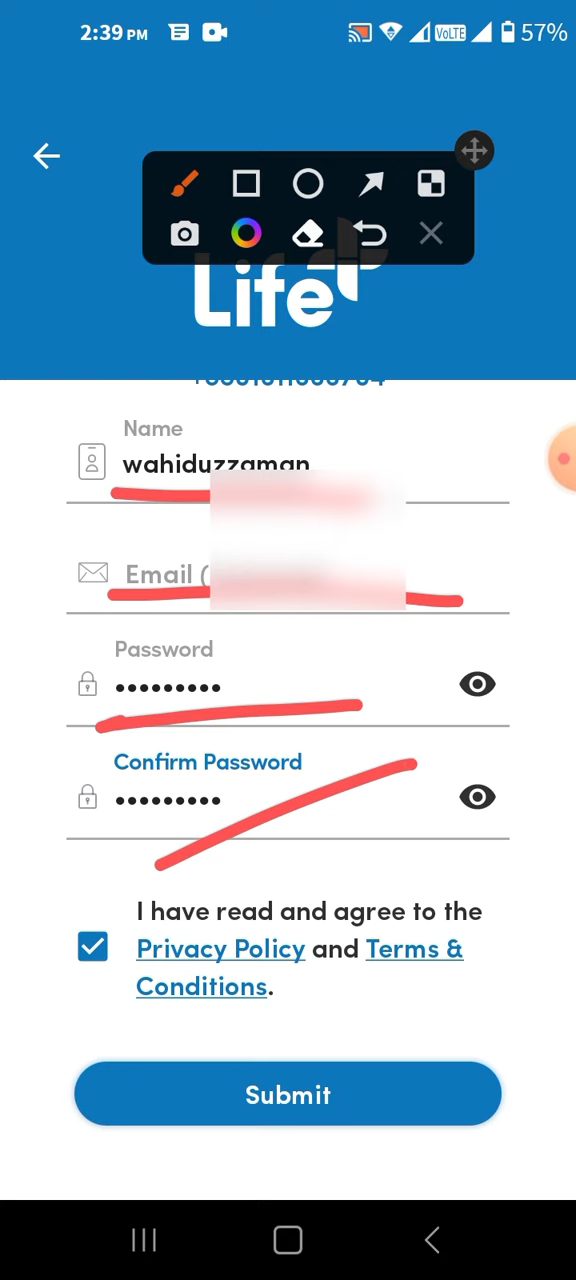 2:39 PM
VoLTE
57%
Life
Name
wahiduzzaman
Email (
Password
•••••••••
Confirm Password
•••••••••
I have read and agree to the
Privacy Policy and Terms &
Conditions.
Submit